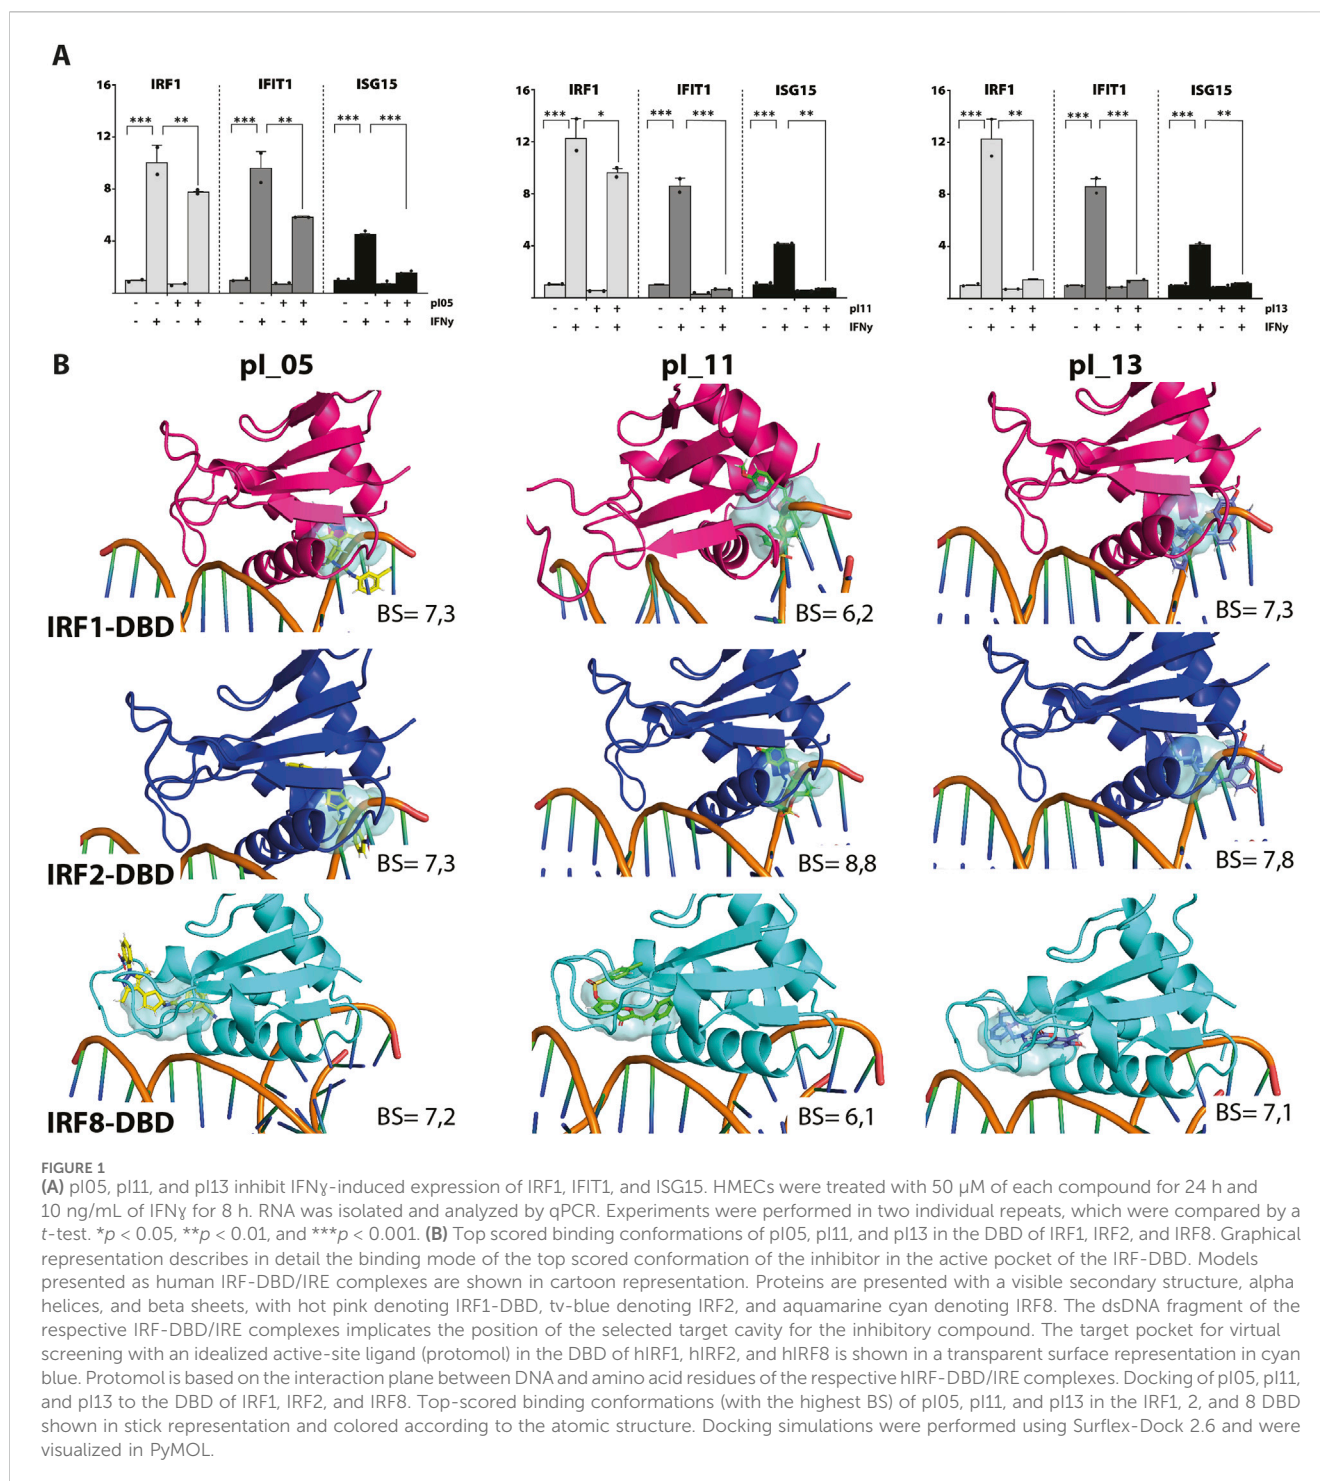 A
IRF1 IFIT1 ISG15
16
12
8
4
*** ** *** ** *** ***
- - + + - - + + - - + + pI05
- + - + - + - + - + - + IFNy
IRF1 IFIT1 ISG15
16
12
8
4
*** * *** *** *** **
- - + + - - + + - - + + pI11
- + - + - + - + - + - + IFNy
IRF1 IFIT1 ISG15
16
12
8
4
*** ** *** *** *** **
- - + + - - + + - - + + pI13
- + - + - + - + - + - + IFNy
B
pI_05 pI_11 pI_13
IRF1-DBD BS= 7,3 BS= 6,2 BS= 7,3
IRF2-DBD BS= 7,3 BS= 8,8 BS= 7,8
IRF8-DBD BS= 7,2 BS= 6,1 BS= 7,1
FIGURE 1
(A) pI05, pI11, and pI13 inhibit IFNɣ-induced expression of IRF1, IFIT1, and ISG15. HMECs were treated with 50 µM of each compound for 24 h and
10 ng/mL of IFNɣ for 8 h. RNA was isolated and analyzed by qPCR. Experiments were performed in two individual repeats, which were compared by a
t-test. *p < 0.05, **p < 0.01, and ***p < 0.001. (B) Top scored binding conformations of pI05, pI11, and pI13 in the DBD of IRF1, IRF2, and IRF8. Graphical
representation describes in detail the binding mode of the top scored conformation of the inhibitor in the active pocket of the IRF-DBD. Models
presented as human IRF-DBD/IRE complexes are shown in cartoon representation. Proteins are presented with a visible secondary structure, alpha
helices, and beta sheets, with hot pink denoting IRF1-DBD, tv-blue denoting IRF2, and aquamarine cyan denoting IRF8. The dsDNA fragment of the
respective IRF-DBD/IRE complexes implicates the position of the selected target cavity for the inhibitory compound. The target pocket for virtual
screening with an idealized active-site ligand (protomol) in the DBD of hIRF1, hIRF2, and hIRF8 is shown in a transparent surface representation in cyan
blue. Protomol is based on the interaction plane between DNA and amino acid residues of the respective hIRF-DBD/IRE complexes. Docking of pI05, pI11,
and pI13 to the DBD of IRF1, IRF2, and IRF8. Top-scored binding conformations (with the highest BS) of pI05, pI11, and pI13 in the IRF1, 2, and 8 DBD
shown in stick representation and colored according to the atomic structure. Docking simulations were performed using Surflex-Dock 2.6 and were
visualized in PyMOL.